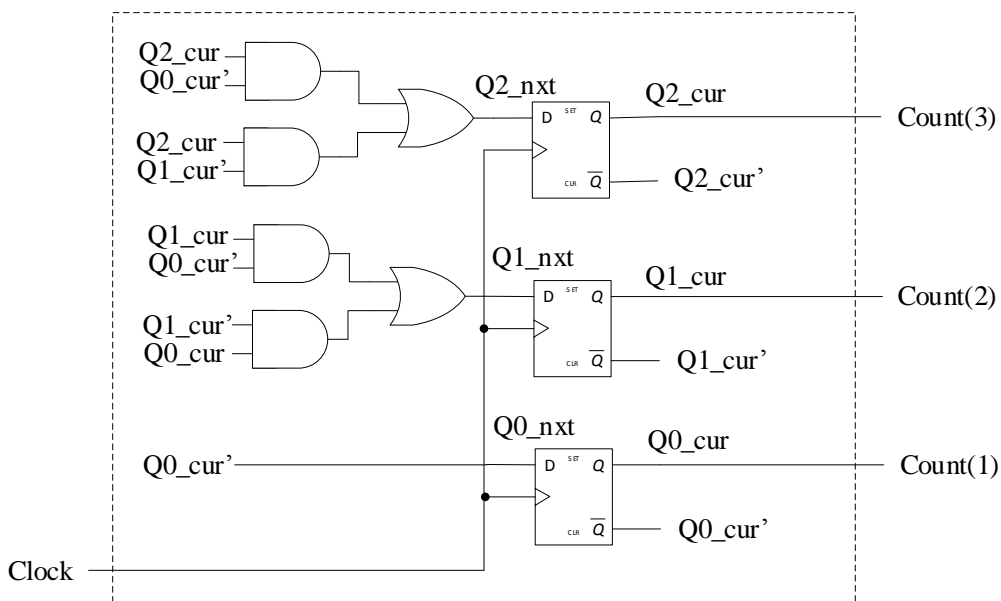 Q2_cur
Q0_cur’
Q2_nxt
Q2_cur
D SET Q
Count(3)
Q2_cur
Q1_cur’
CLR Q
Q2_cur’
Q1_cur
Q0_cur’
Q1_nxt
Q1_cur
D SET Q
Count(2)
Q1_cur’
Q0_cur
CLR Q
Q1_cur’
Q0_nxt
Q0_cur
Q0_cur’
D SET Q
Count(1)
CLR Q
Q0_cur’
Clock